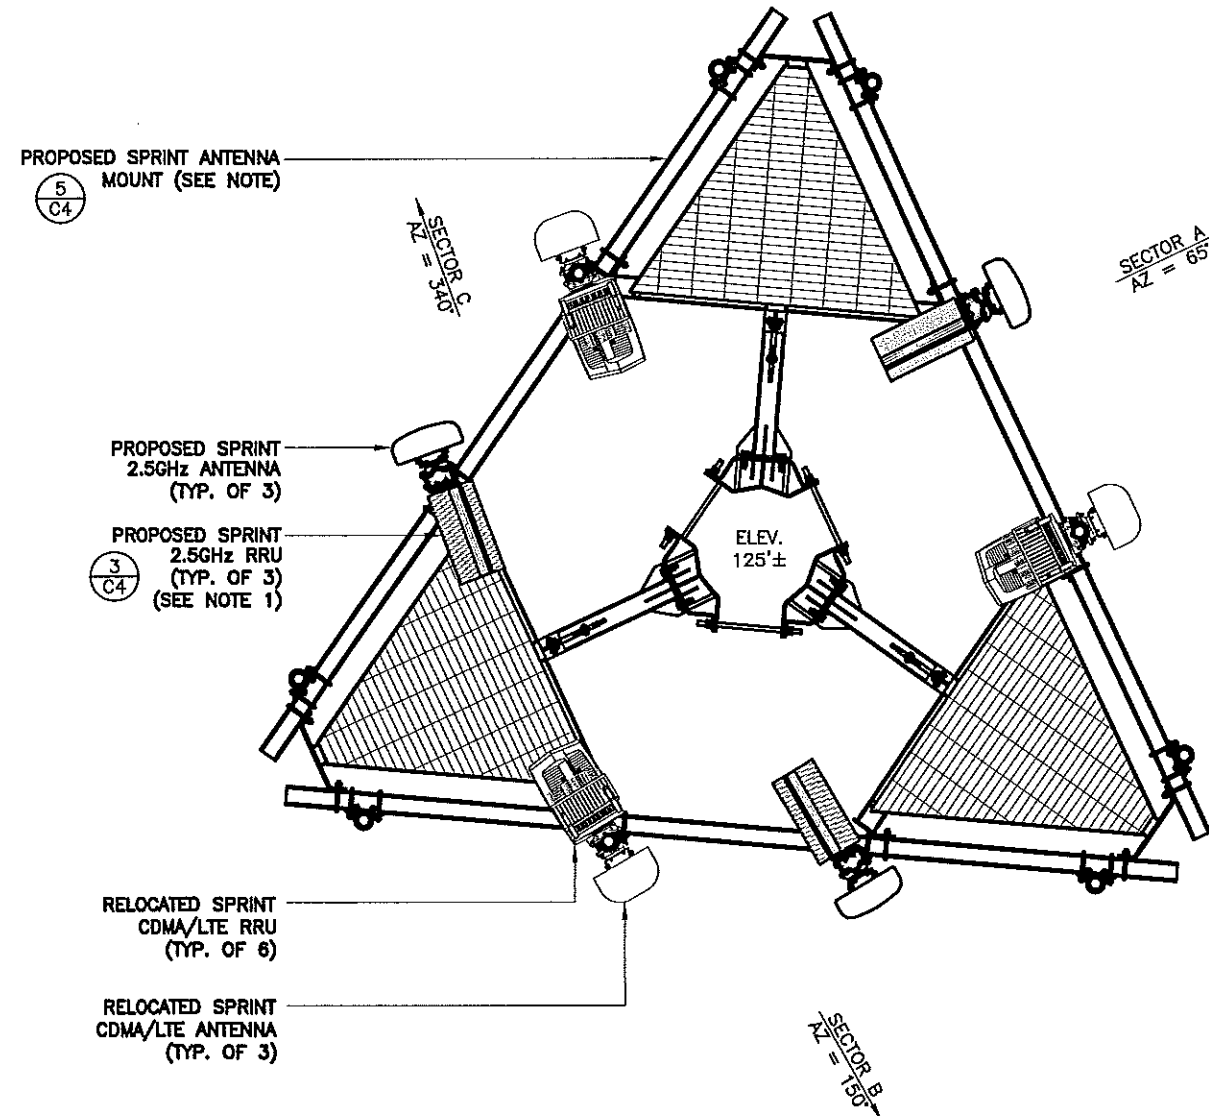 PROPOSED SPRINT ANTENNA
MOUNT (SEE NOTE)
5
C4
SECTOR C
AZ = 340°
SECTOR A
AZ = 65°
PROPOSED SPRINT
2.5GHz ANTENNA
(TYP. OF 3)
PROPOSED SPRINT
2.5GHz RRU
(TYP. OF 3)
(SEE NOTE 1)
3
C4
ELEV.
125'±
RELOCATED SPRINT
CDMA/LTE RRU
(TYP. OF 6)
RELOCATED SPRINT
CDMA/LTE ANTENNA
(TYP. OF 3)
SECTOR B
AZ = 150°